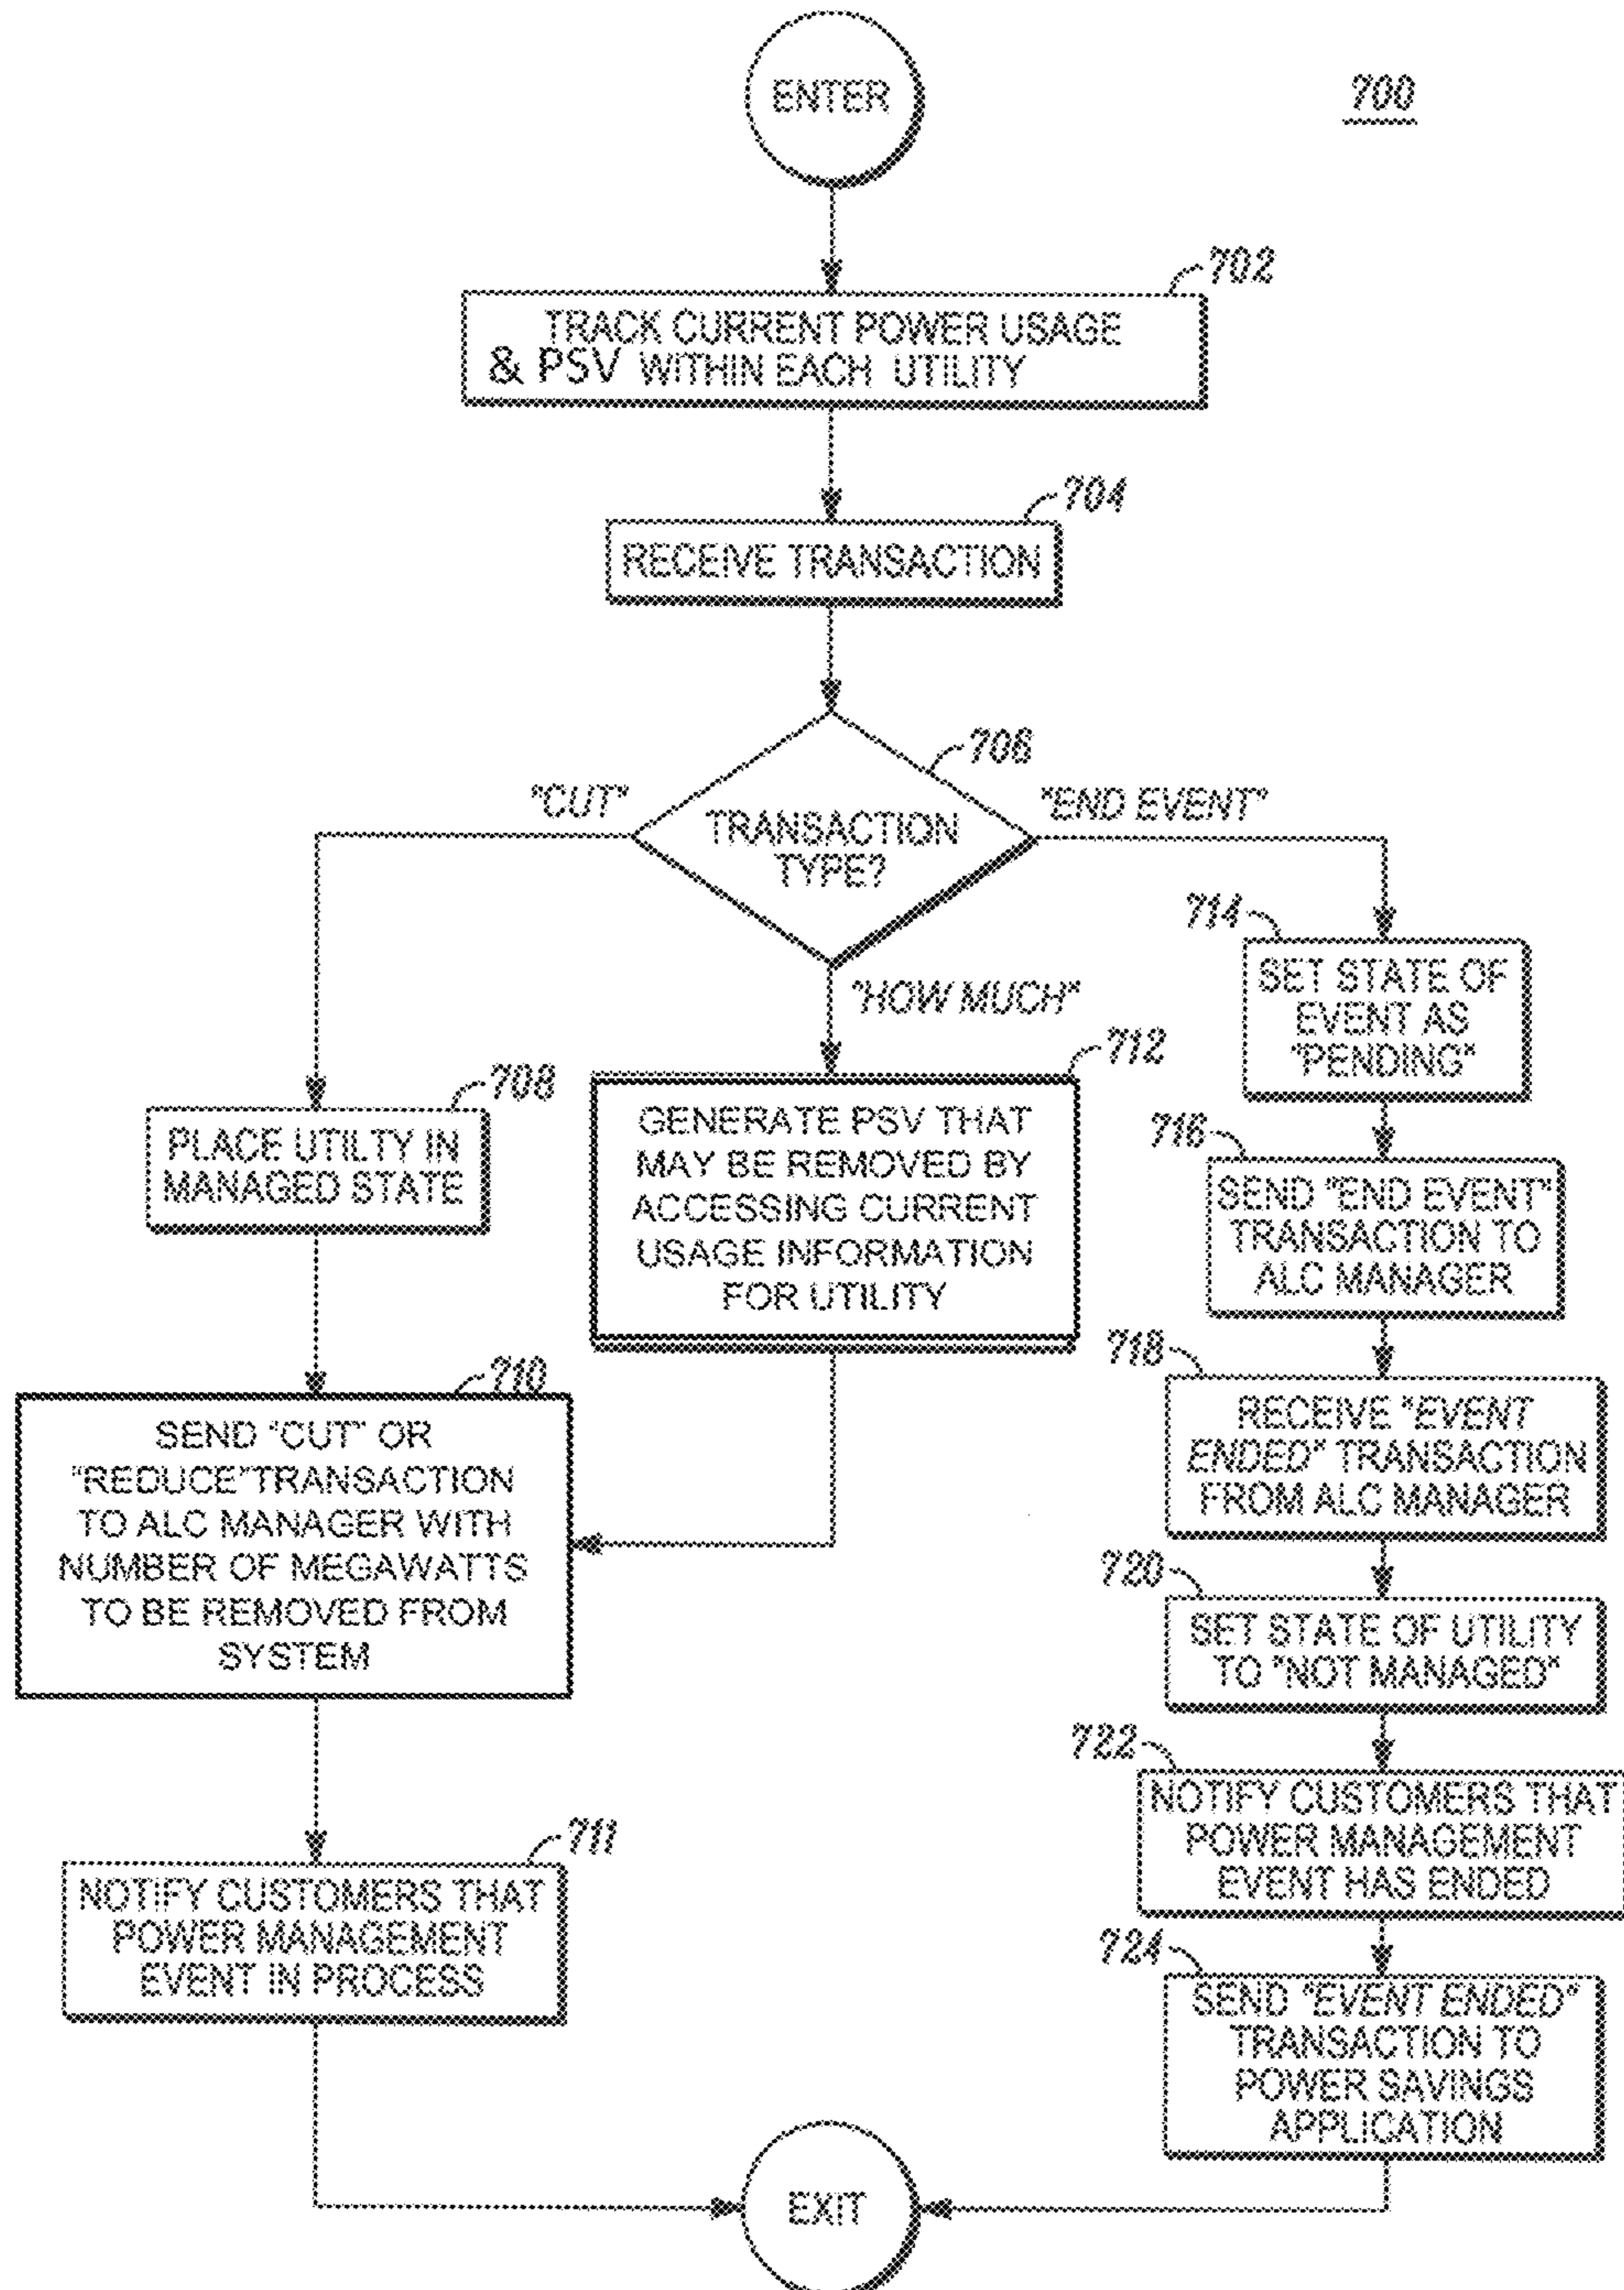 ENTER
700
702
TRACK CURRENT POWER USAGE
& PSV WITHIN EACH UTILITY
704
RECEIVE TRANSACTION
706
"CUT"
"END EVENT"
TRANSACTION
TYPE?
"HOW MUCH"
708
PLACE UTILTY IN
MANAGED STATE
712
GENERATE PSV THAT
MAY BE REMOVED BY
ACCESSING CURRENT
USAGE INFORMATION
FOR UTILITY
710
SEND "CUT" OR
"REDUCE"TRANSACTION
TO ALC MANAGER WITH
NUMBER OF MEGAWATTS
TO BE REMOVED FROM
SYSTEM
711
NOTIFY CUSTOMERS THAT
POWER MANAGEMENT
EVENT IN PROCESS
714
SET STATE OF
EVENT AS
"PENDING"
716
SEND "END EVENT"
TRANSACTION TO
ALC MANAGER
718
RECEIVE "EVENT
ENDED" TRANSACTION
FROM ALC MANAGER
720
SET STATE OF UTILITY
TO "NOT MANAGED"
722
NOTIFY CUSTOMERS THAT
POWER MANAGEMENT
EVENT HAS ENDED
724
SEND "EVENT ENDED"
TRANSACTION TO
POWER SAVINGS
APPLICATION
EXIT